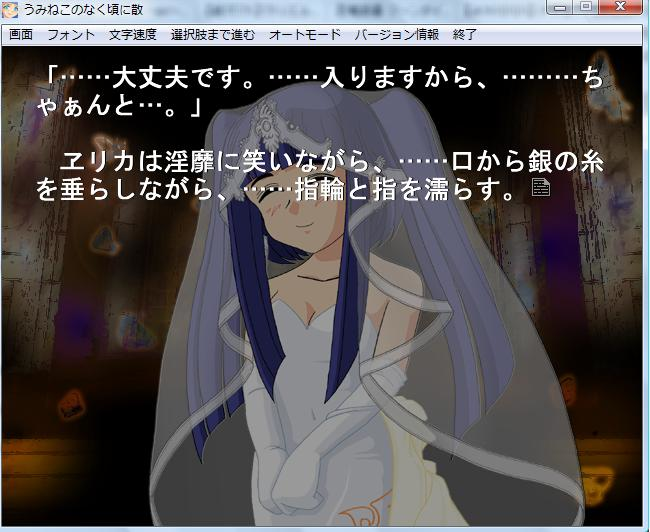 うみねこのなく頃に散
画面 フォント 文字速度 選択肢まで進む オートモード バージョン情報 終了
「……大丈夫です。……入りますから、………ち
ゃぁんと…。」
ヱリカは淫靡に笑いながら、……口から銀の糸
を垂らしながら、……指輪と指を濡らす。